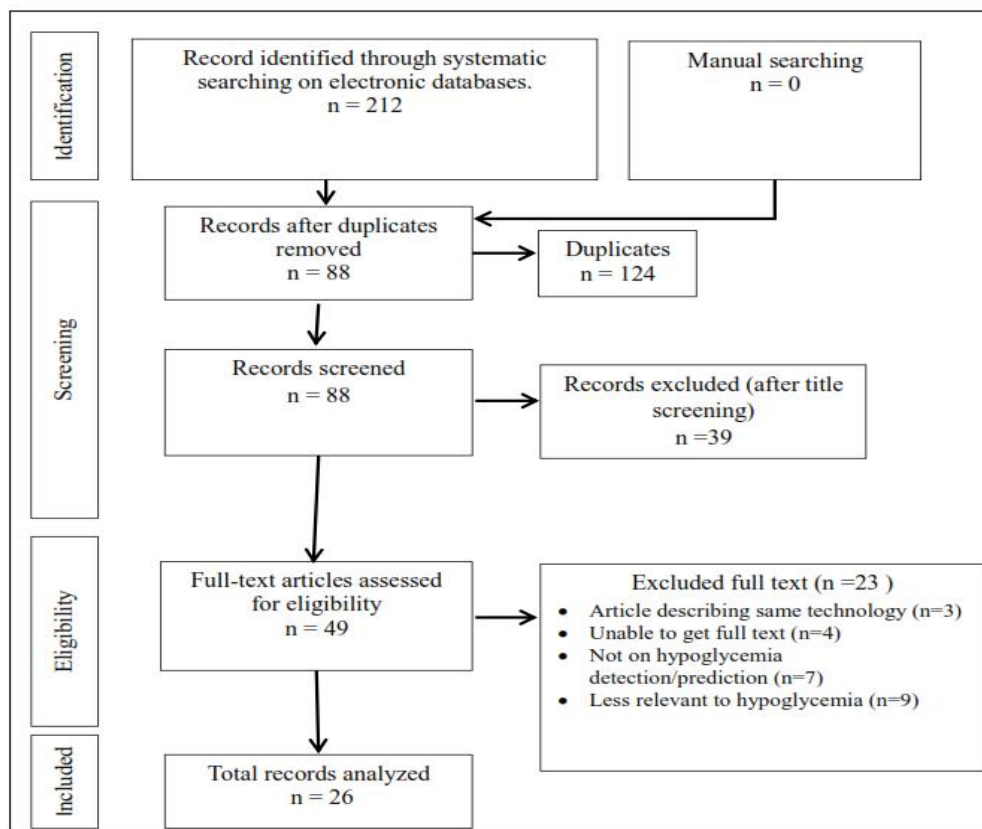 Identification
Record identified through systematic
searching on electronic databases.
n = 212
Manual searching
n = 0
Screening
Records after duplicates
removed
n = 88
Duplicates
n = 124
Records screened
n = 88
Records excluded (after title
screening)
n =39
Eligibility
Full-text articles assessed
for eligibility
n = 49
Excluded full text (n =23 )
• Article describing same technology (n=3)
• Unable to get full text (n=4)
• Not on hypoglycemia
detection/prediction (n=7)
• Less relevant to hypoglycemia (n=9)
Included
Total records analyzed
n = 26